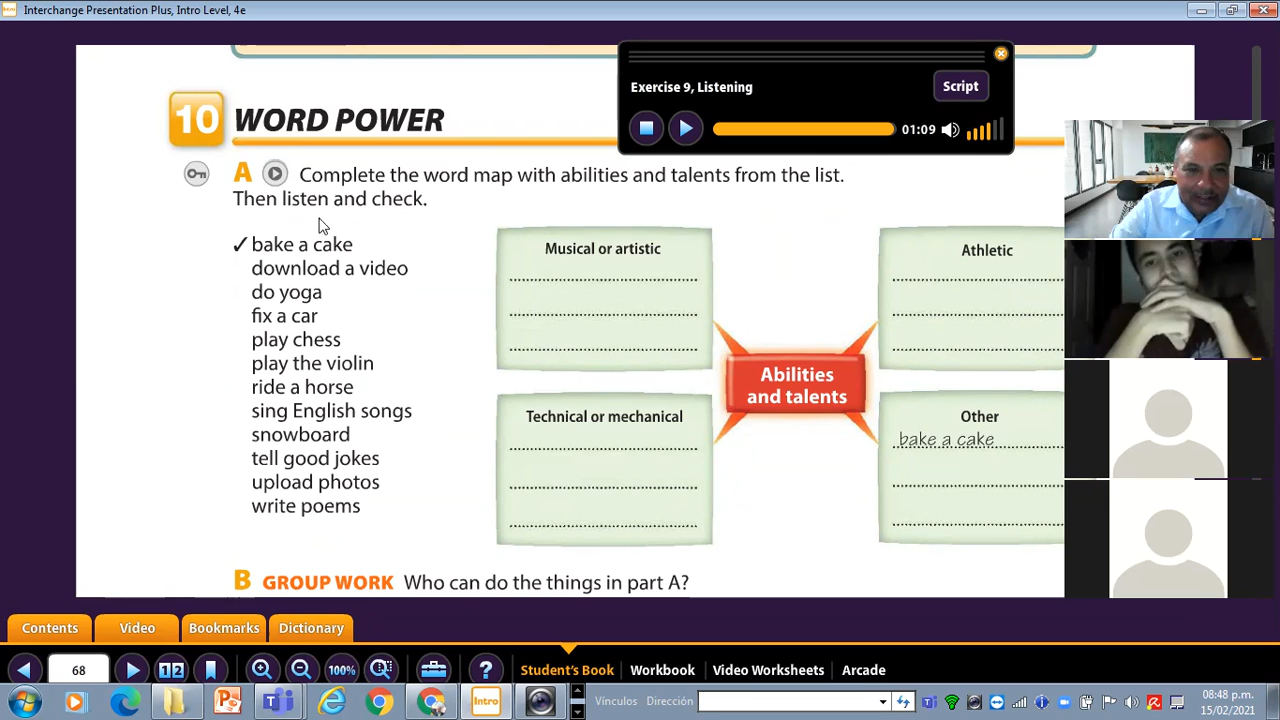 Interchange Presentation Plus, Intro Level, 4e
Exercise 9, Listening
Script
01:09
10 WORD POWER
A Complete the word map with abilities and talents from the list.
Then listen and check.
✓ bake a cake
download a video
do yoga
fix a car
play chess
play the violin
ride a horse
sing English songs
snowboard
tell good jokes
upload photos
write poems
Musical or artistic
Athletic
Abilities
and talents
Technical or mechanical
Other
bake a cake
B GROUP WORK Who can do the things in part A?
Contents
Video
Bookmarks
Dictionary
68
12
100%
?
Student's Book
Workbook
Video Worksheets
Arcade
Intro
Vínculos
Dirección
08:48 p.m.
15/02/2021